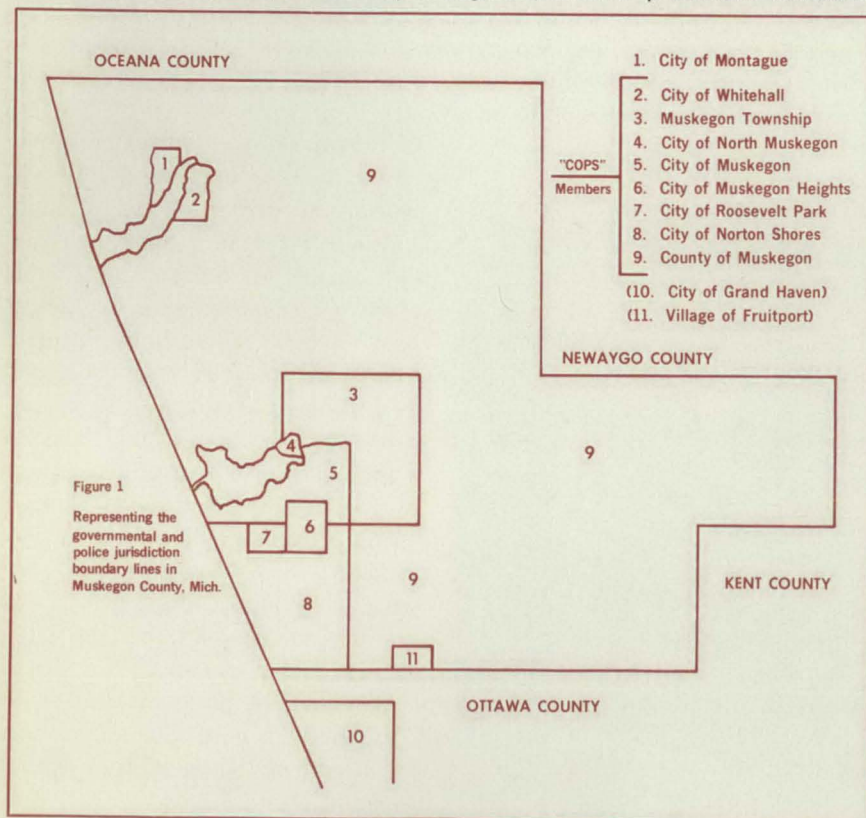 OCEANA COUNTY
1. City of Montague
2. City of Whitehall
3. Muskegon Township
4. City of North Muskegon
5. City of Muskegon
6. City of Muskegon Heights
7. City of Roosevelt Park
8. City of Norton Shores
9. County of Muskegon
"COPS"
Members
(10. City of Grand Haven)
(11. Village of Fruitport)
1
2
9
NEWAYGO COUNTY
3
4
5
9
Figure 1
Representing the
governmental and
police jurisdiction
boundary lines in
Muskegon County, Mich.
6
7
8
9
KENT COUNTY
11
OTTAWA COUNTY
10